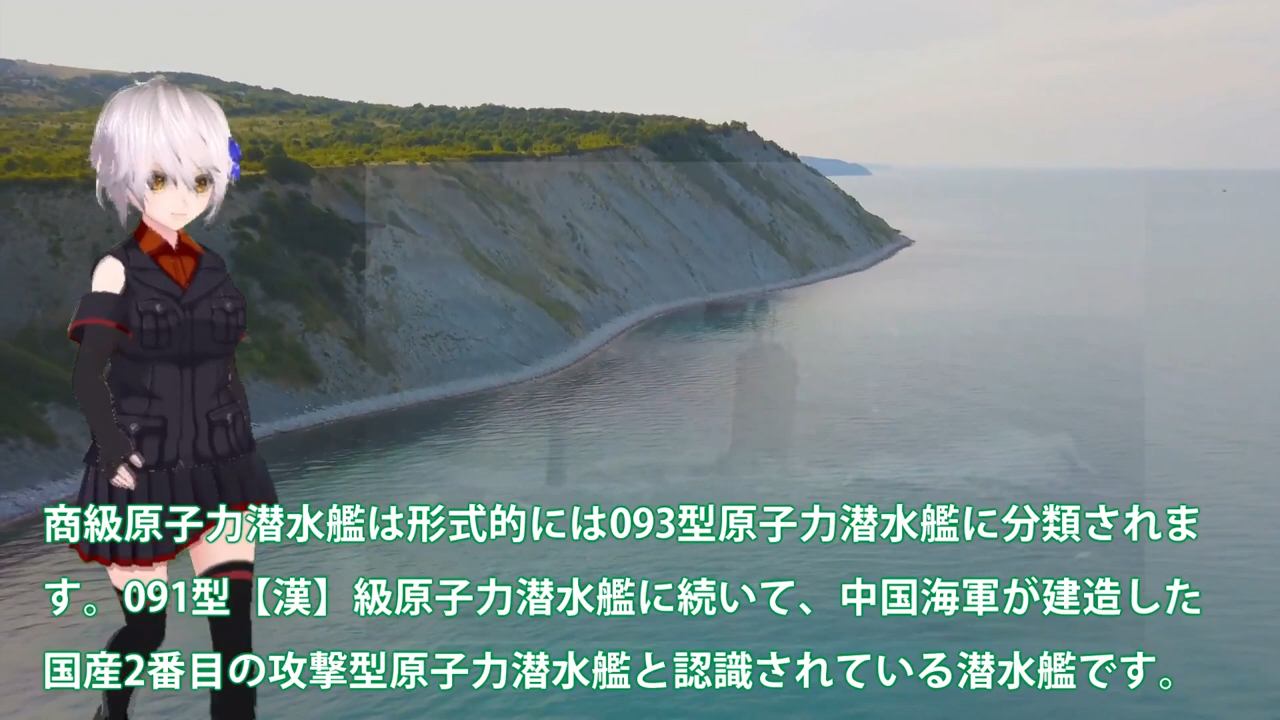 商級原子力潜水艦は形式的には093型原子力潜水艦に分類されま
す。091型【漢】級原子力潜水艦に続いて、中国海軍が建造した
国産2番目の攻撃型原子力潜水艦と認識されている潜水艦です。